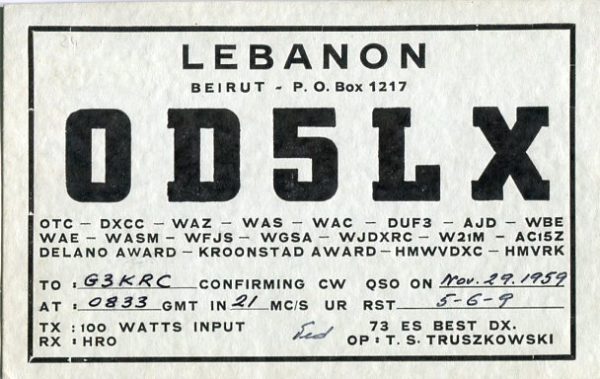 LEBANON
BEIRUT - P. O. Box 1217
OD5LX
OTC — DXCC — WAZ — WAS — WAC — DUF3 — AJD — WBE
WAE — WASM — WFJS — WGSA — WJDXRC — W21M — AC15Z
DELANO AWARD — KROONSTAD AWARD — HMWVDXC — HMVRK
TO : G3KRC CONFIRMING CW QSO ON Nov. 29. 1959
AT : 0833 GMT IN 21 MC/S UR RST 5-6-9
TX : 100 WATTS INPUT 73 ES BEST DX.
RX : HRO Ted OP : T. S. TRUSZKOWSKI